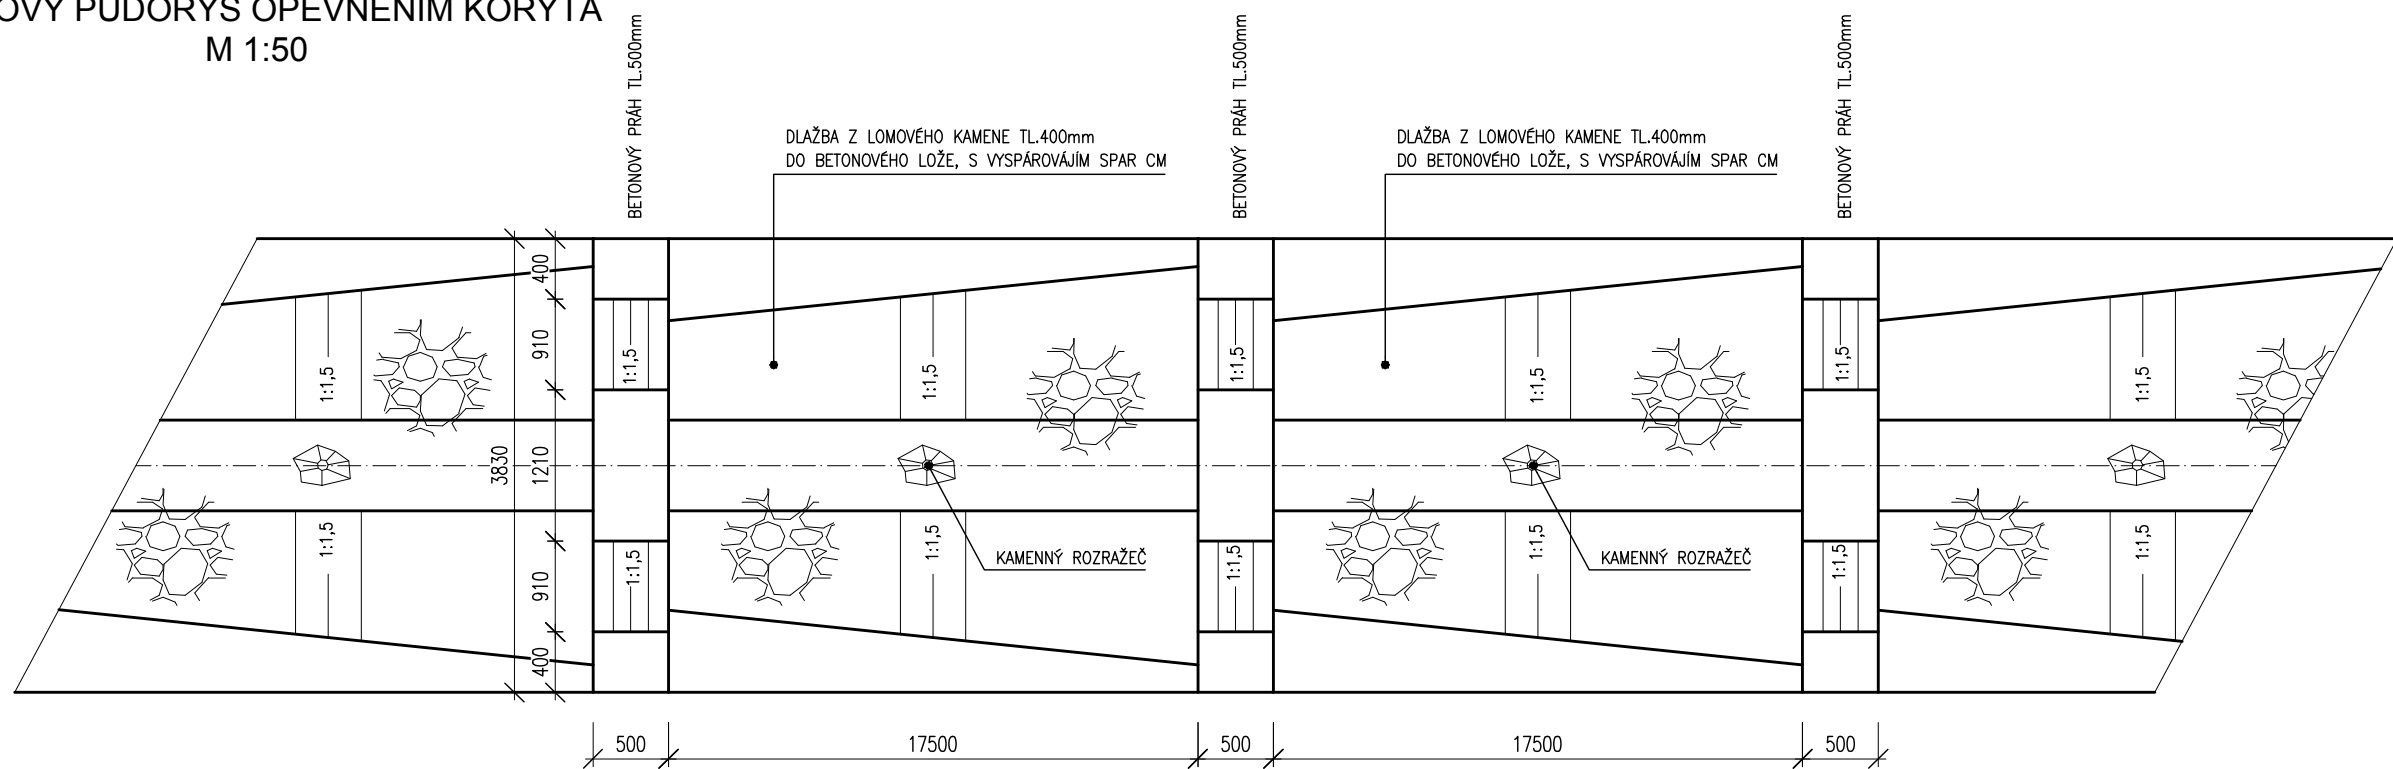 OVÝ PŮDORYS OPEVNĚNÍM KORYTA
M 1:50
BETONOVÝ PRÁH TL.500mm
BETONOVÝ PRÁH TL.500mm
BETONOVÝ PRÁH TL.500mm
DLAŽBA Z LOMOVÉHO KAMENE TL.400mm
DO BETONOVÉHO LOŽE, S VYSPÁROVÁJÍM SPAR CM
DLAŽBA Z LOMOVÉHO KAMENE TL.400mm
DO BETONOVÉHO LOŽE, S VYSPÁROVÁJÍM SPAR CM
400
910
1210
3830
910
400
1:1,5
1:1,5
1:1,5
1:1,5
1:1,5
1:1,5
1:1,5
1:1,5
1:1,5
1:1,5
1:1,5
1:1,5
1:1,5
1:1,5
KAMENNÝ ROZRAŽEČ
KAMENNÝ ROZRAŽEČ
500
17500
500
17500
500